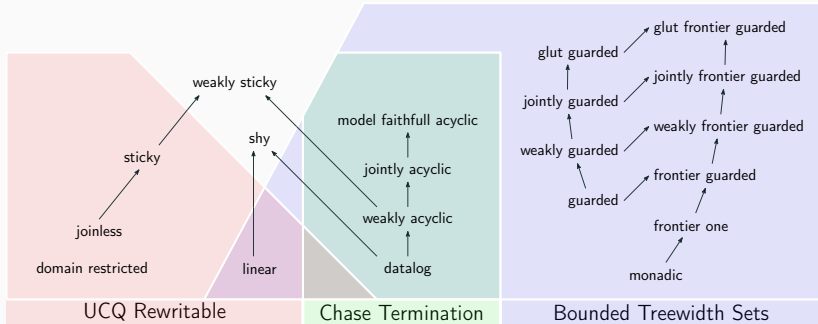 glut frontier guarded
glut guarded
jointly frontier guarded
weakly sticky
jointly guarded
model faithfull acyclic
weakly frontier guarded
shy
weakly guarded
sticky
jointly acyclic
frontier guarded
guarded
weakly acyclic
frontier one
joinless
domain restricted
linear
datalog
monadic
UCQ Rewritable
Chase Termination
Bounded Treewidth Sets